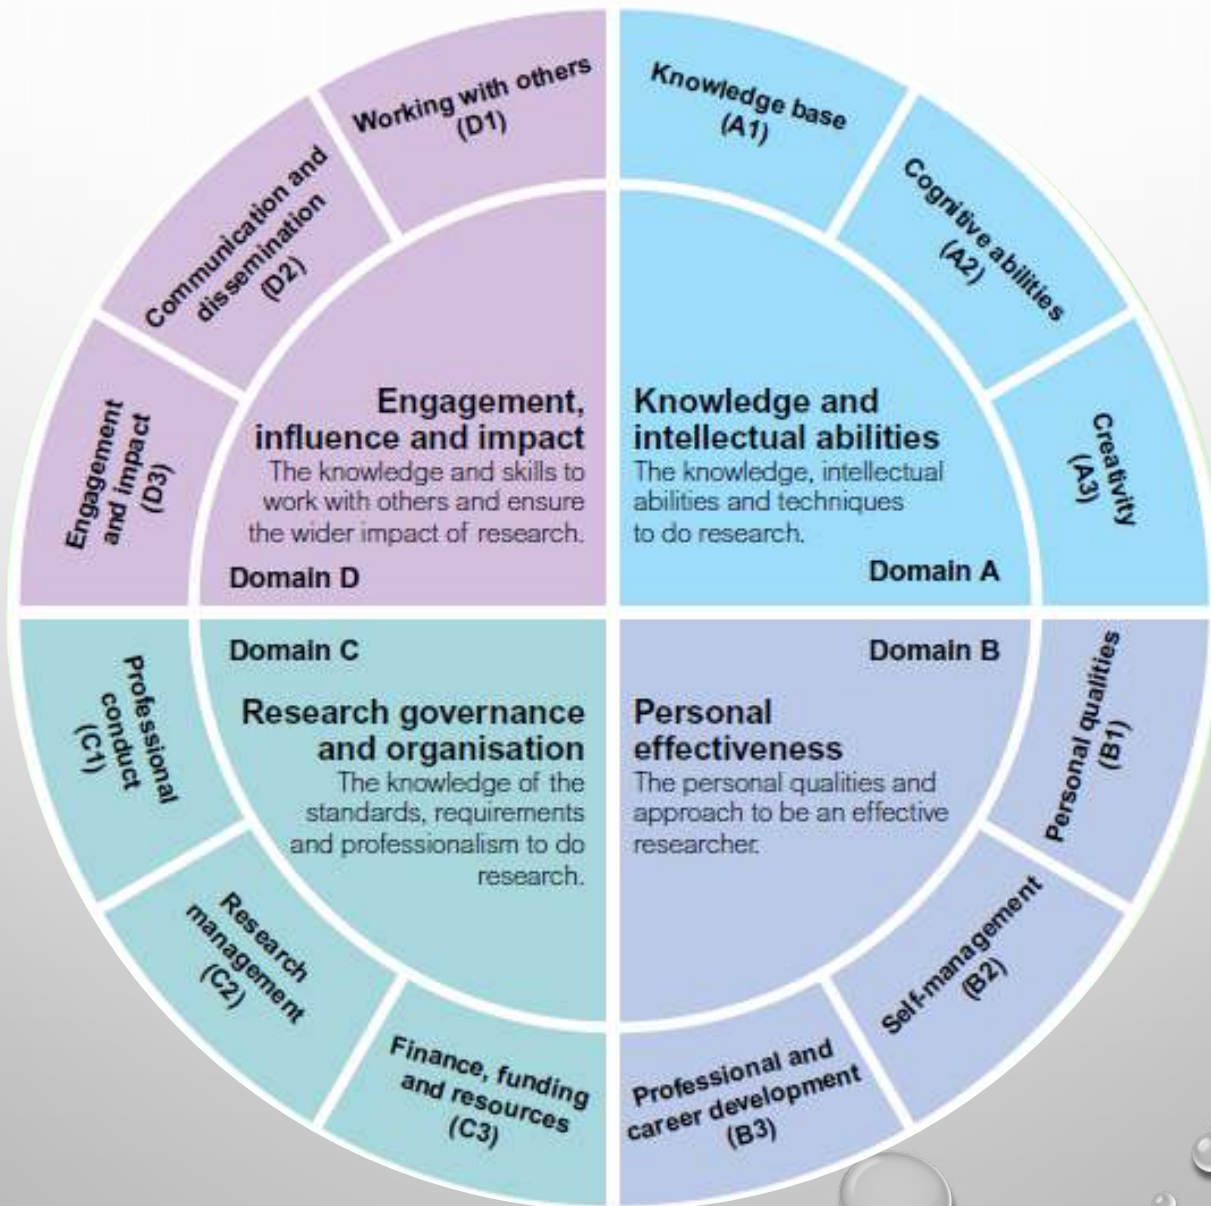 Knowledge base
(A1)
Cognitive abilities
(A2)
Creativity
(A3)
Knowledge and
intellectual abilities
The knowledge, intellectual
abilities and techniques
to do research.
Domain A
Domain B
Personal
effectiveness
The personal qualities and
approach to be an effective
researcher.
Personal qualities
(B1)
Self-management
(B2)
Professional and
career development
(B3)
Domain C
Research governance
and organisation
The knowledge of the
standards, requirements
and professionalism to do
research.
Professional
conduct
(C1)
Research
management
(C2)
Finance, funding
and resources
(C3)
Engagement,
influence and impact
The knowledge and skills to
work with others and ensure
the wider impact of research.
Domain D
Working with others
(D1)
Communication and
dissemination
(D2)
Engagement
and impact
(D3)